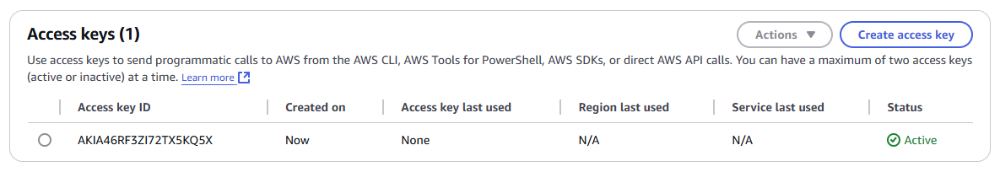 Access keys (1)
Actions
Create access key
Use access keys to send programmatic calls to AWS from the AWS CLI, AWS Tools for PowerShell, AWS SDKs, or direct AWS API calls. You can have a maximum of two access keys
(active or inactive) at a time. Learn more
Access key ID Created on Access key last used Region last used Service last used Status
AKIA46RF3ZI72TX5KQ5X Now None N/A N/A Active